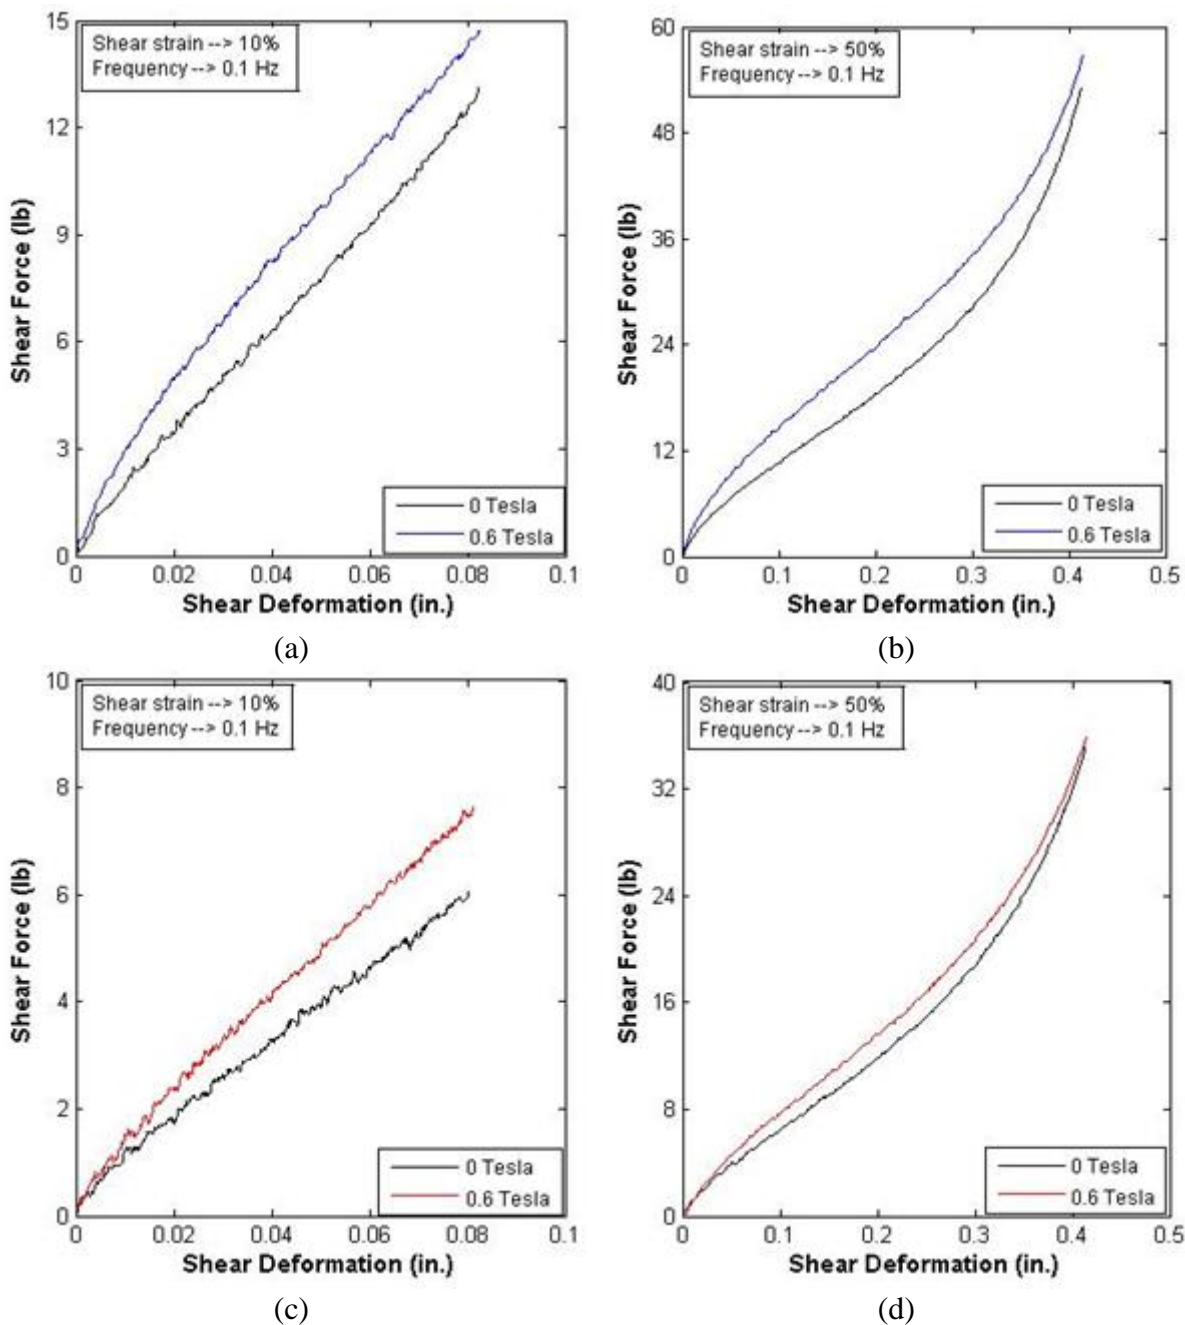 15
Shear strain --> 10%
Frequency --> 0.1 Hz
12
9
6
3
0
Shear Force (lb)
0 Tesla
0.6 Tesla
0 0.02 0.04 0.06 0.08 0.1
Shear Deformation (in.)
(a)
60
Shear strain --> 50%
Frequency --> 0.1 Hz
48
36
24
12
0
Shear Force (lb)
0 Tesla
0.6 Tesla
0 0.1 0.2 0.3 0.4 0.5
Shear Deformation (in.)
(b)
10
Shear strain --> 10%
Frequency --> 0.1 Hz
8
6
4
2
0
Shear Force (lb)
0 Tesla
0.6 Tesla
0 0.02 0.04 0.06 0.08 0.1
Shear Deformation (in.)
(c)
40
Shear strain --> 50%
Frequency --> 0.1 Hz
32
24
16
8
0
Shear Force (lb)
0 Tesla
0.6 Tesla
0 0.1 0.2 0.3 0.4 0.5
Shear Deformation (in.)
(d)